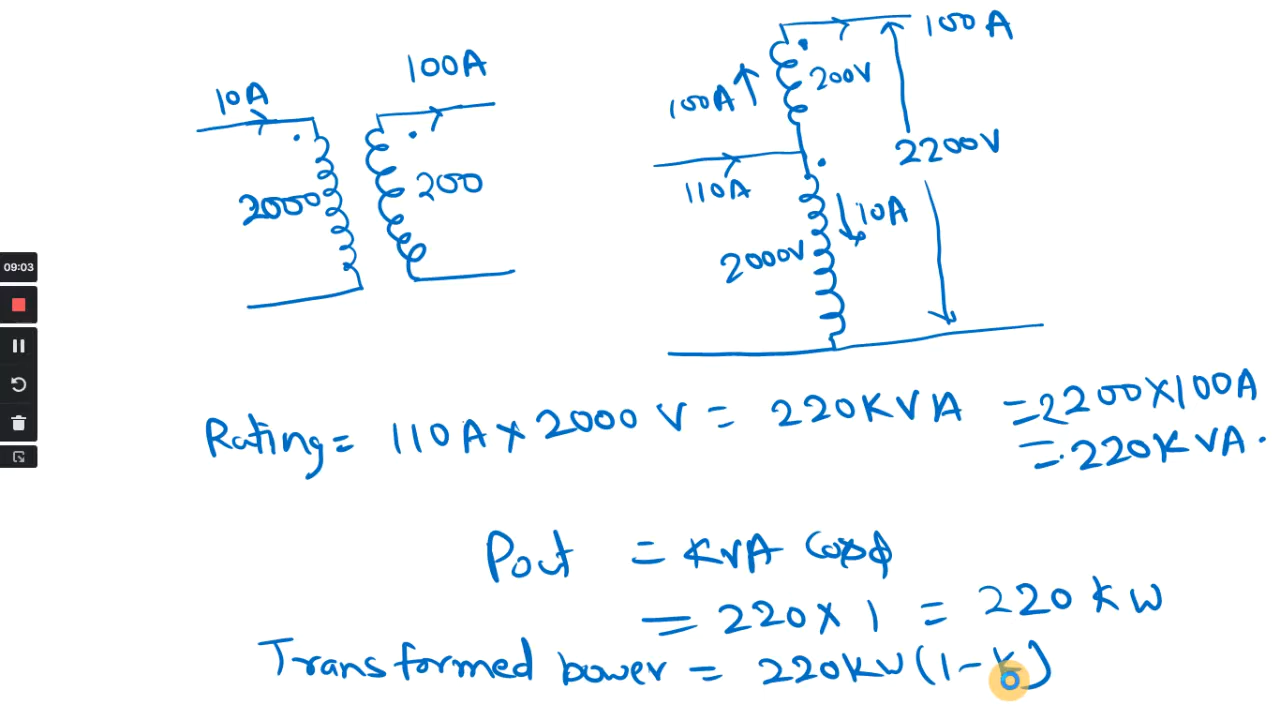 10A
100A
2000
200
100A
200V
100A
2200V
110A
10A
2000V
09:03
Rating = 110A × 2000 V = 220KVA = 2200×100A
= 220KVA.
Pout = KVA cosϕ
= 220 × 1 = 220 KW
Transformed power = 220KW (1-k)